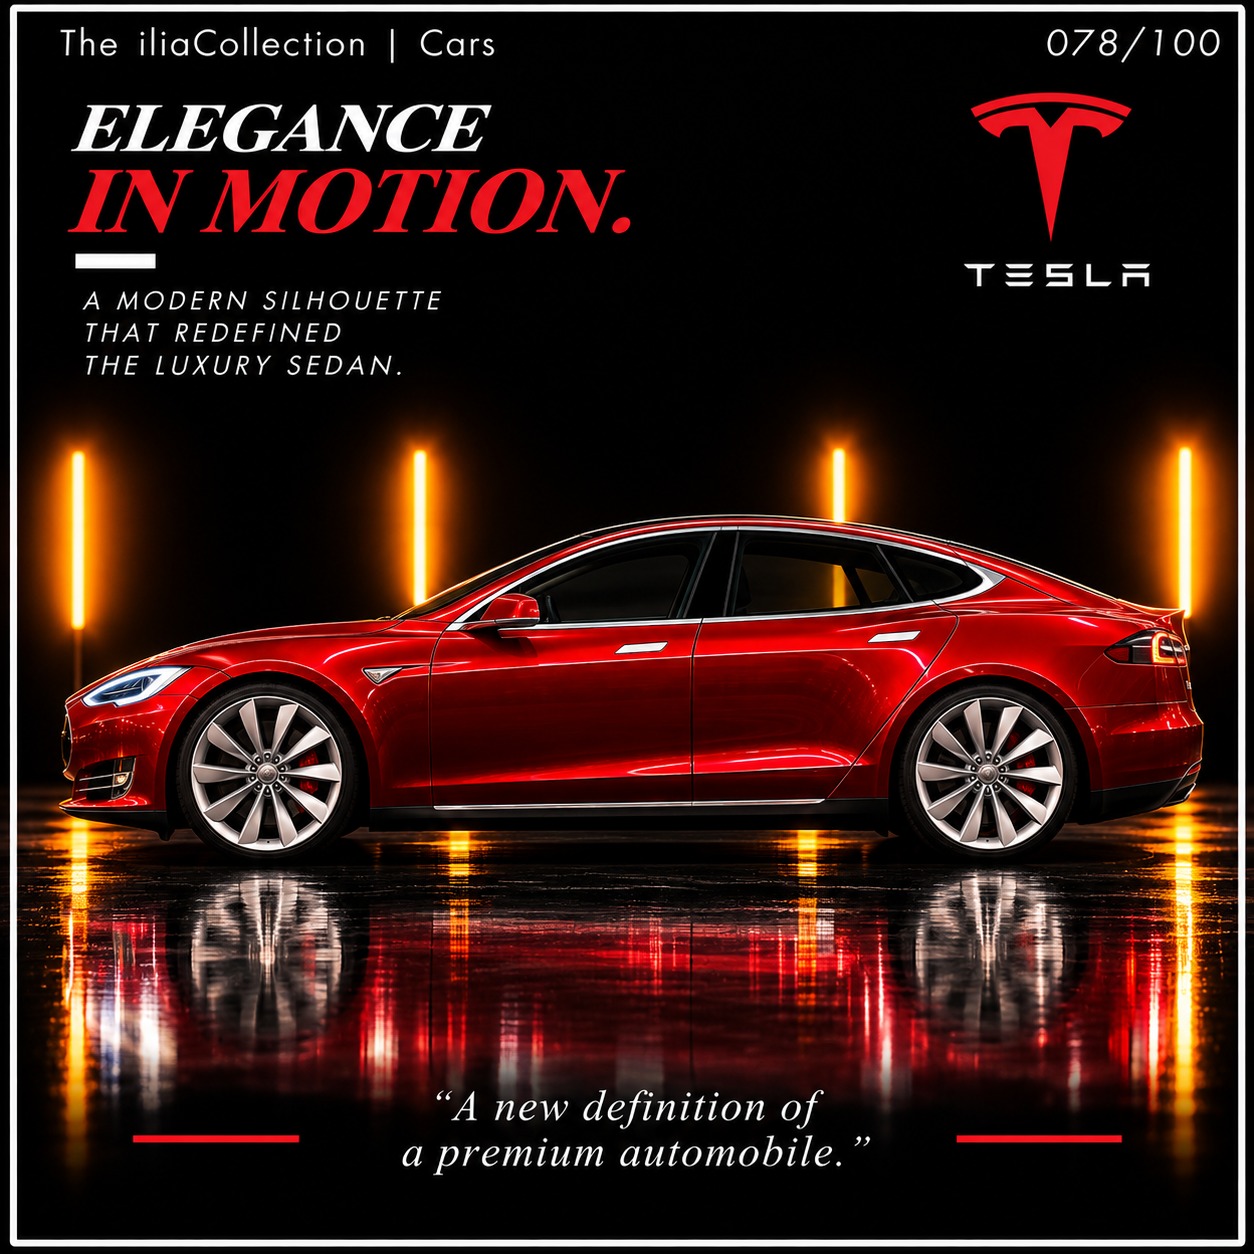 The iliaCollection | Cars
078/100
ELEGANCE
IN MOTION.
TESLA
A MODERN SILHOUETTE
THAT REDEFINED
THE LUXURY SEDAN.
“A new definition of
a premium automobile.”